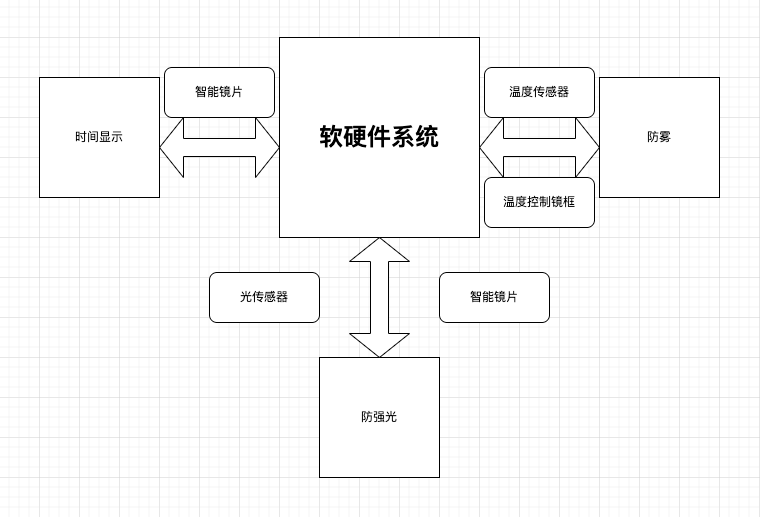 智能镜片
温度传感器
时间显示
软硬件系统
防雾
温度控制镜框
光传感器
智能镜片
防强光